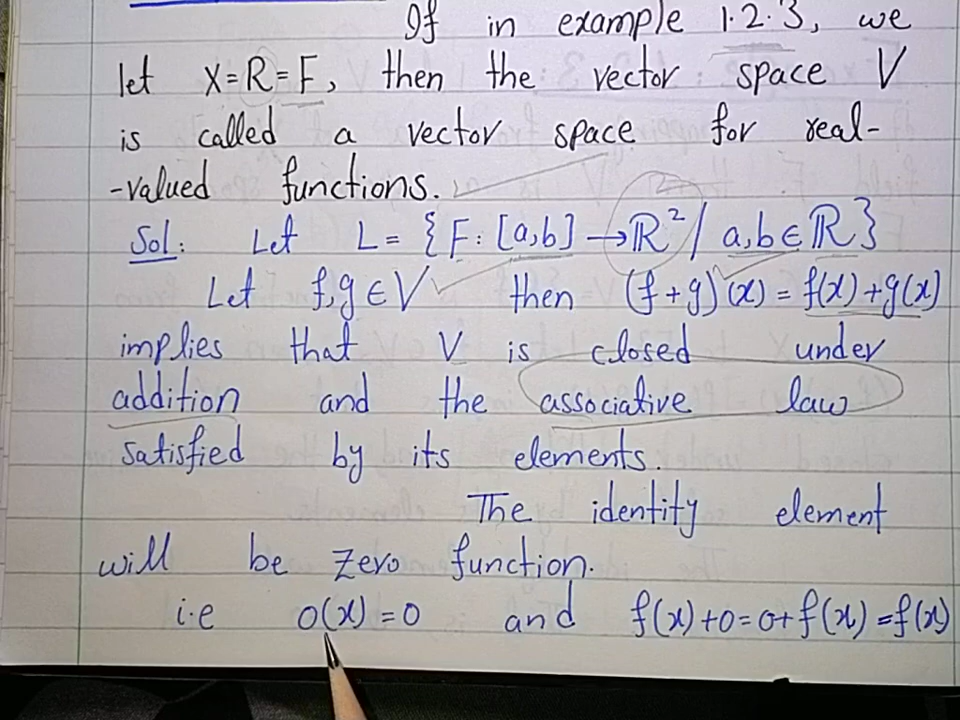 If in example 1.2.3, we
let X=R=F, then the vector space V
is called a vector space for real-
-valued functions.
Sol: Let L = {F: [a,b] → ℝ² / a,b ∈ ℝ}
Let f,g ∈ V then (f+g)(x) = f(x)+g(x)
implies that V is closed under
addition and the associative law
satisfied by its elements.
The identity element
will be zero function.
i.e 0(x) = 0 and f(x)+0=0+f(x)=f(x)